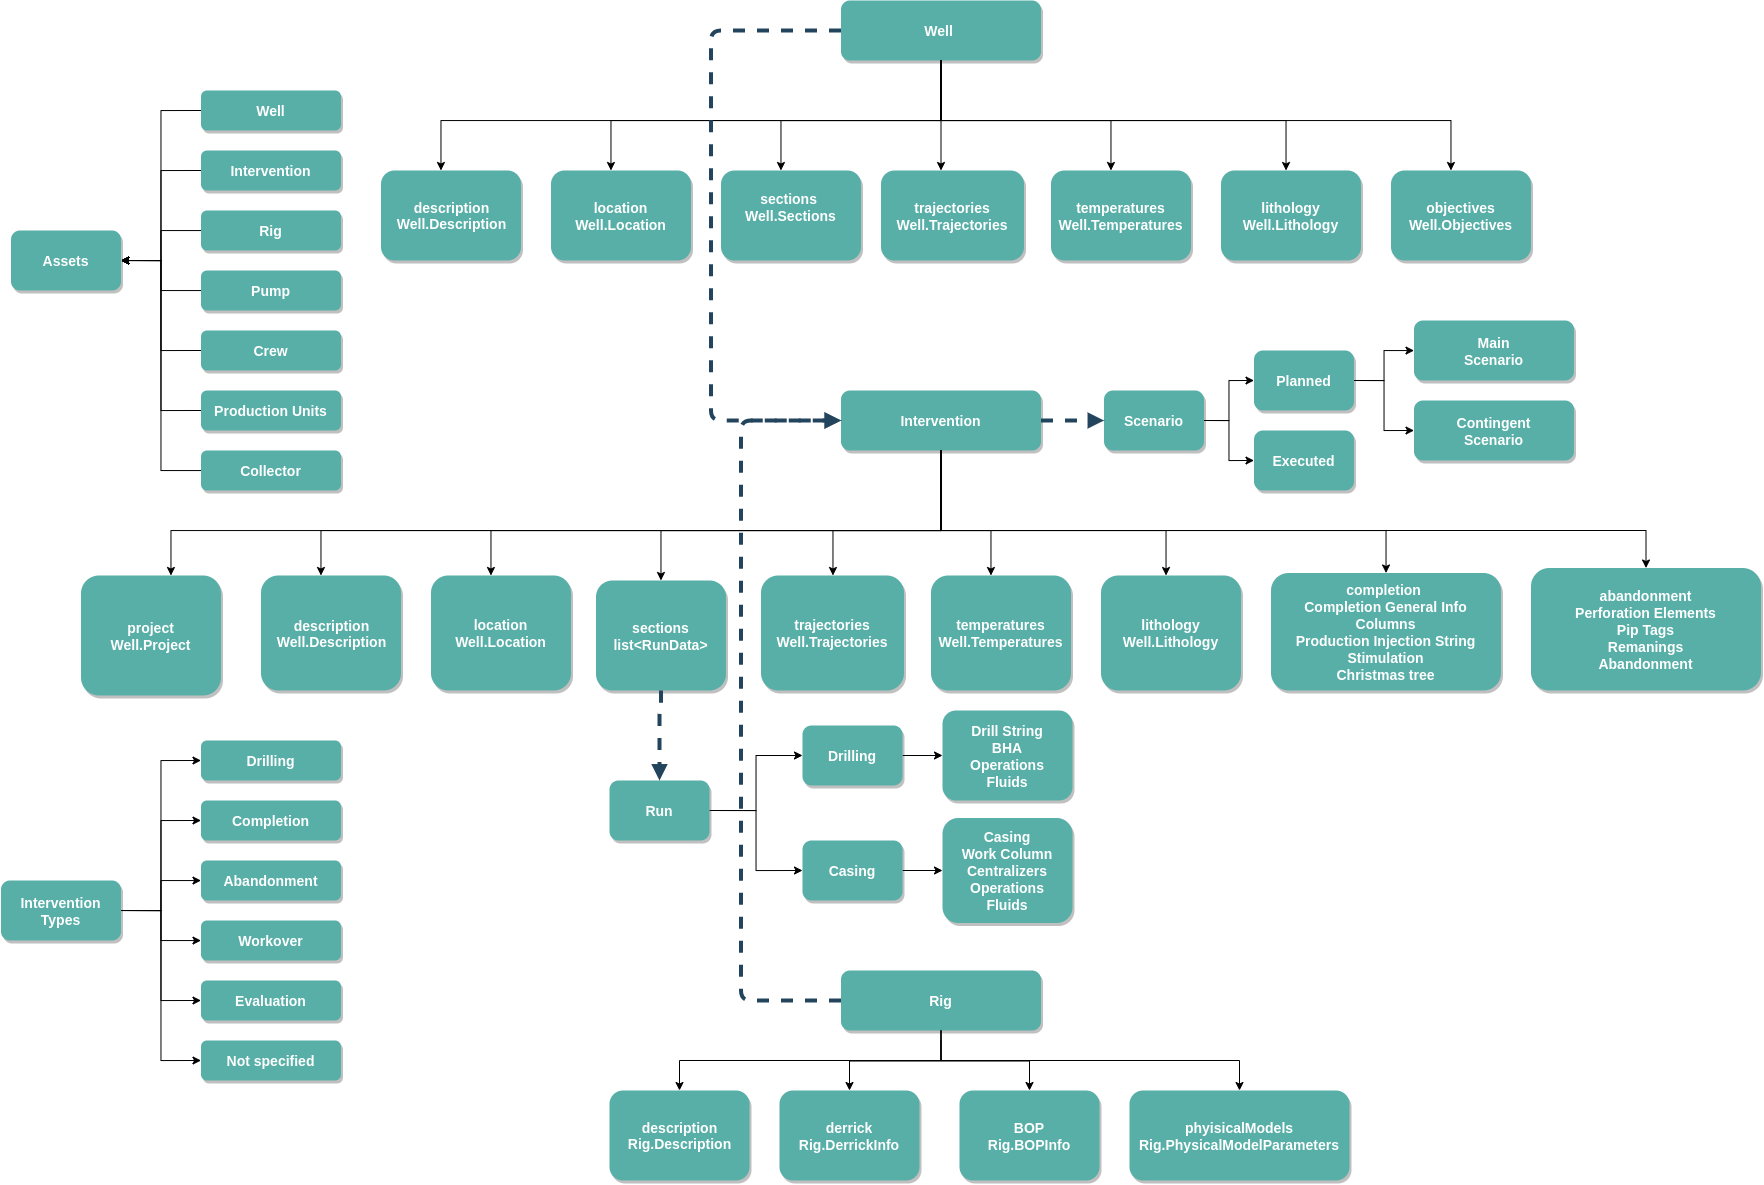 Well
Well
Intervention
Rig
Pump
Crew
Production Units
Collector
Assets
description
Well.Description
location
Well.Location
sections
Well.Sections
trajectories
Well.Trajectories
temperatures
Well.Temperatures
lithology
Well.Lithology
objectives
Well.Objectives
Intervention
Scenario
Planned
Executed
Main
Scenario
Contingent
Scenario
project
Well.Project
description
Well.Description
location
Well.Location
sections
list<RunData>
trajectories
Well.Trajectories
temperatures
Well.Temperatures
lithology
Well.Lithology
completion
Completion General Info
Columns
Production Injection String
Stimulation
Christmas tree
abandonment
Perforation Elements
Pip Tags
Remanings
Abandonment
Intervention
Types
Drilling
Completion
Abandonment
Workover
Evaluation
Not specified
Run
Drilling
Drill String
BHA
Operations
Fluids
Casing
Casing
Work Column
Centralizers
Operations
Fluids
Rig
description
Rig.Description
derrick
Rig.DerrickInfo
BOP
Rig.BOPInfo
phyisicalModels
Rig.PhysicalModelParameters